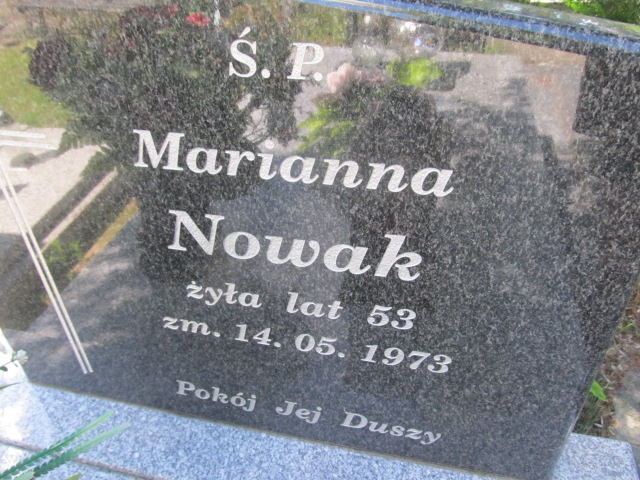 Ś. P.
Marianna
Nowak
żyła lat 53
zm. 14. 05. 1973
Pokój Jej Duszy